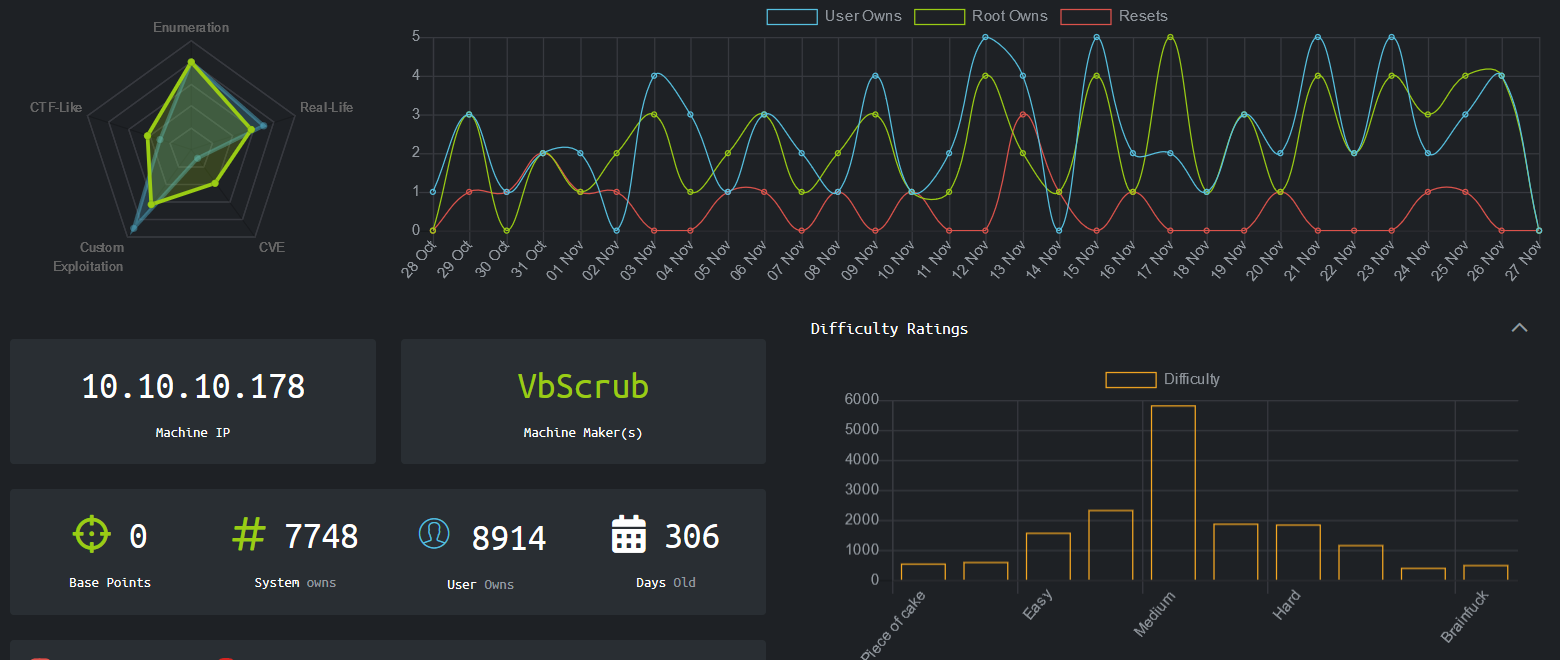 Enumeration
CTF-Like
Real-Life
Custom
Exploitation
CVE
User Owns Root Owns Resets
5
4
3
2
1
0
28 Oct 29 Oct 30 Oct 31 Oct 01 Nov 02 Nov 03 Nov 04 Nov 05 Nov 06 Nov 07 Nov 08 Nov 09 Nov 10 Nov 11 Nov 12 Nov 13 Nov 14 Nov 15 Nov 16 Nov 17 Nov 18 Nov 19 Nov 20 Nov 21 Nov 22 Nov 23 Nov 24 Nov 25 Nov 26 Nov 27 Nov
10.10.10.178
Machine IP
VbScrub
Machine Maker(s)
0
Base Points
# 7748
System owns
8914
User Owns
306
Days Old
Difficulty Ratings
Difficulty
6000
5000
4000
3000
2000
1000
0
Piece of cake Easy Medium Hard Brainfuck